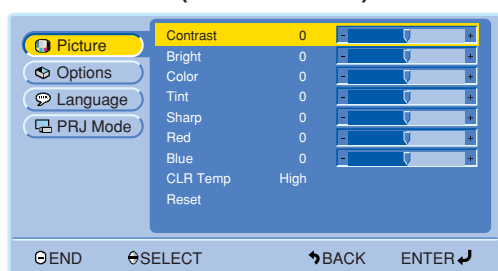 Picture
Options
Language
PRJ Mode
Contrast 0 - +
Bright 0 - +
Color 0 - +
Tint 0 - +
Sharp 0 - +
Red 0 - +
Blue 0 - +
CLR Temp High
Reset
END SELECT BACK ENTER